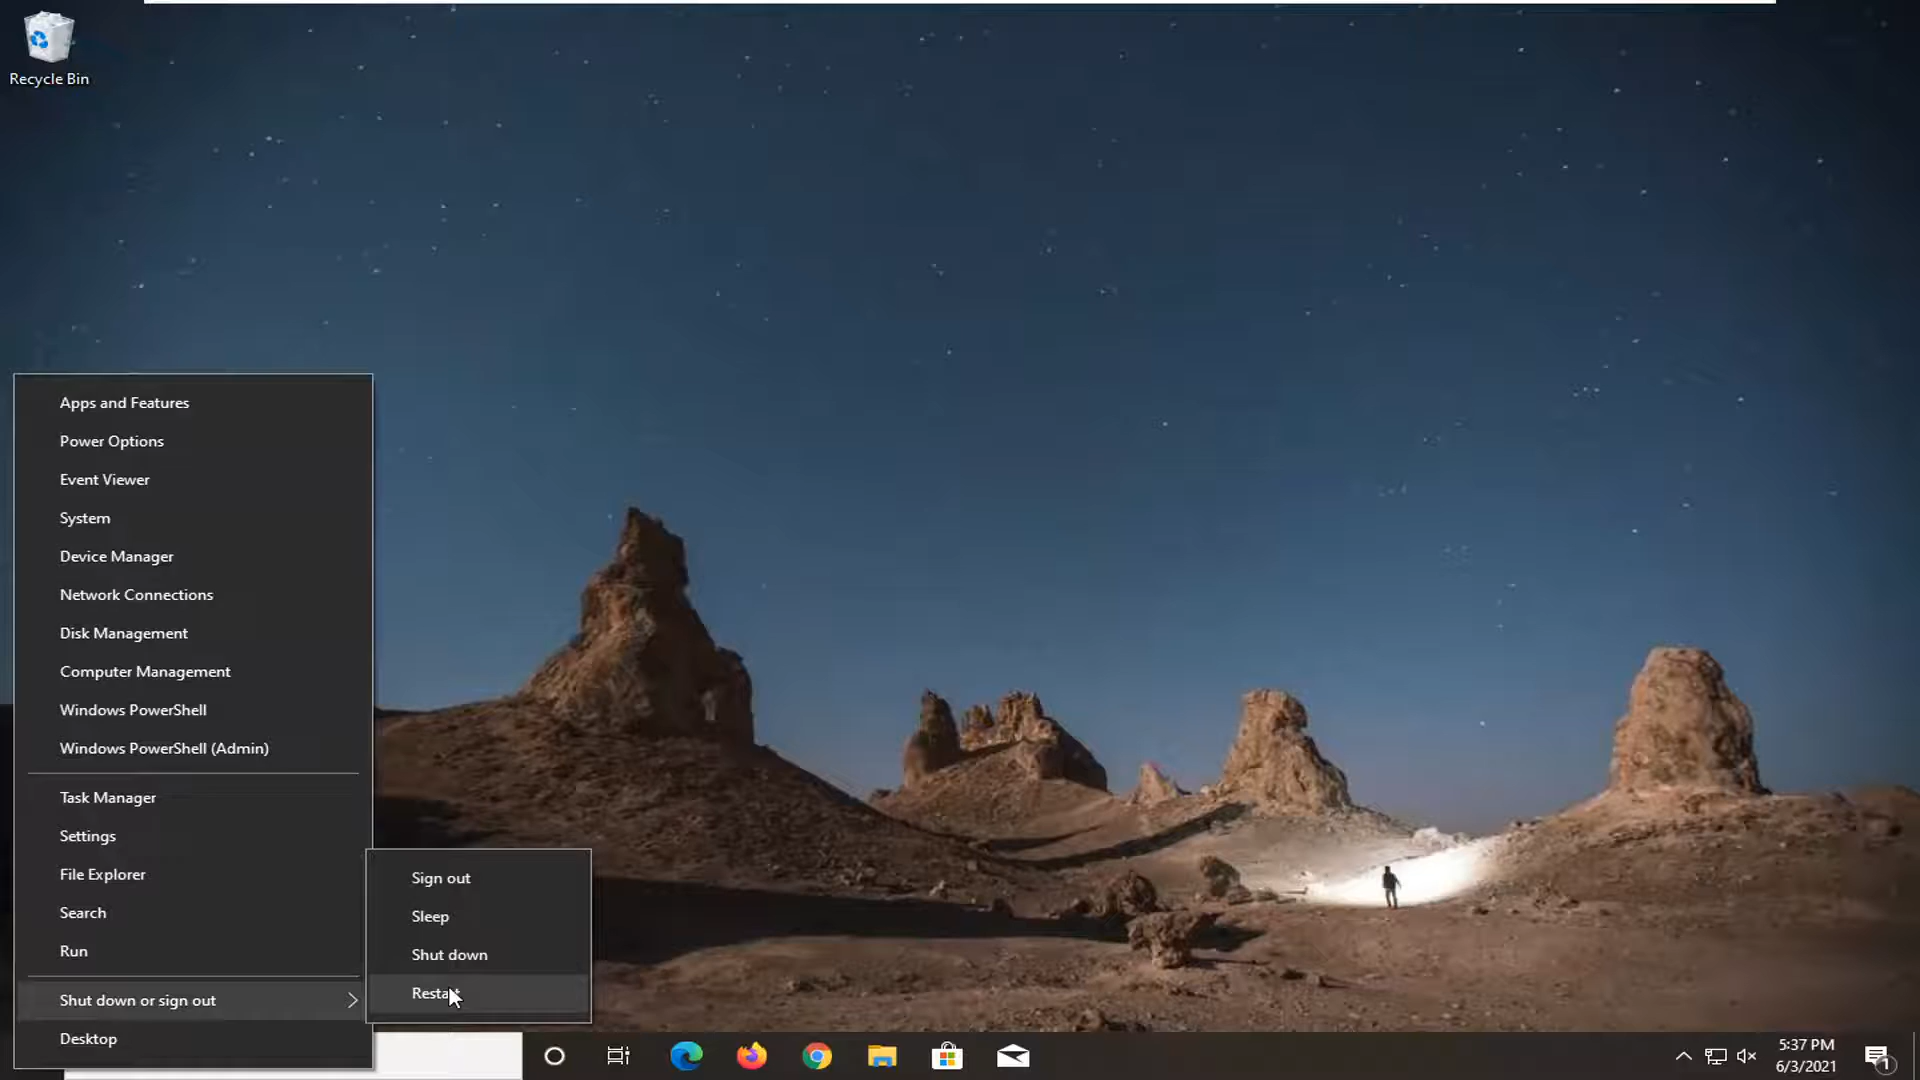 Recycle Bin
Apps and Features
Power Options
Event Viewer
System
Device Manager
Network Connections
Disk Management
Computer Management
Windows PowerShell
Windows PowerShell (Admin)
Task Manager
Settings
File Explorer
Search
Run
Shut down or sign out
Desktop
Sign out
Sleep
Shut down
Restart
5:37 PM
6/3/2021
1